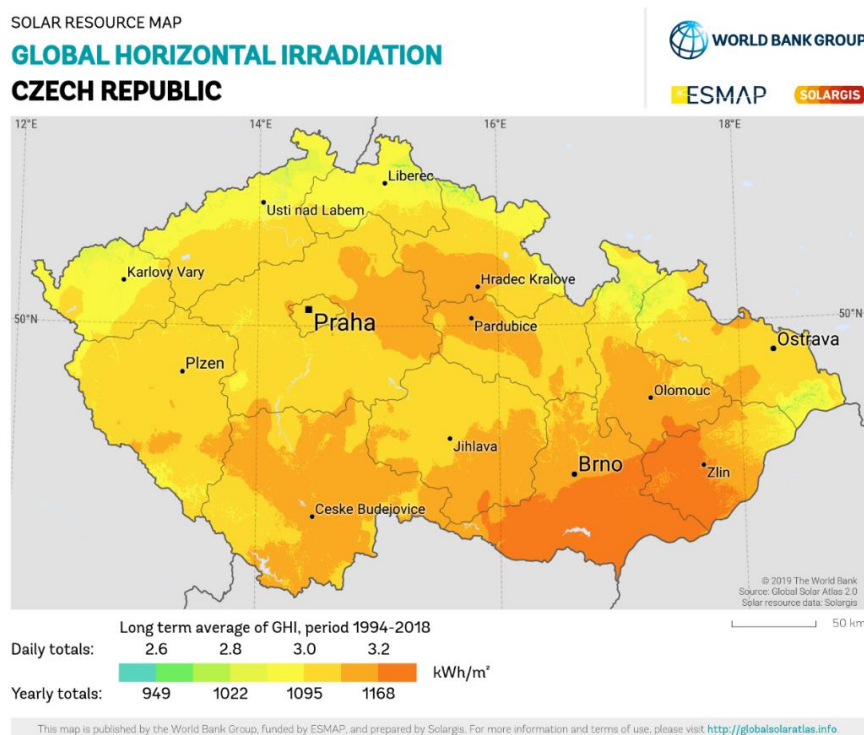 SOLAR RESOURCE MAP
GLOBAL HORIZONTAL IRRADIATION
CZECH REPUBLIC
WORLD BANK GROUP
ESMAP
SOLARGIS
12°E
14°E
16°E
18°E
Liberec
Usti nad Labem
Karlovy Vary
Hradec Kralove
50°N
50°N
Praha
Pardubice
Ostrava
Plzen
Olomouc
Jihlava
Brno
Zlin
Ceske Budejovice
© 2019 The World Bank
Source: Global Solar Atlas 2.0
Solar resource data: Solargis
50 km
Long term average of GHI, period 1994-2018
Daily totals: 2.6 2.8 3.0 3.2
kWh/m²
Yearly totals: 949 1022 1095 1168
This map is published by the World Bank Group, funded by ESMAP, and prepared by Solargis. For more information and terms of use, please visit http://globalsolaratlas.info.